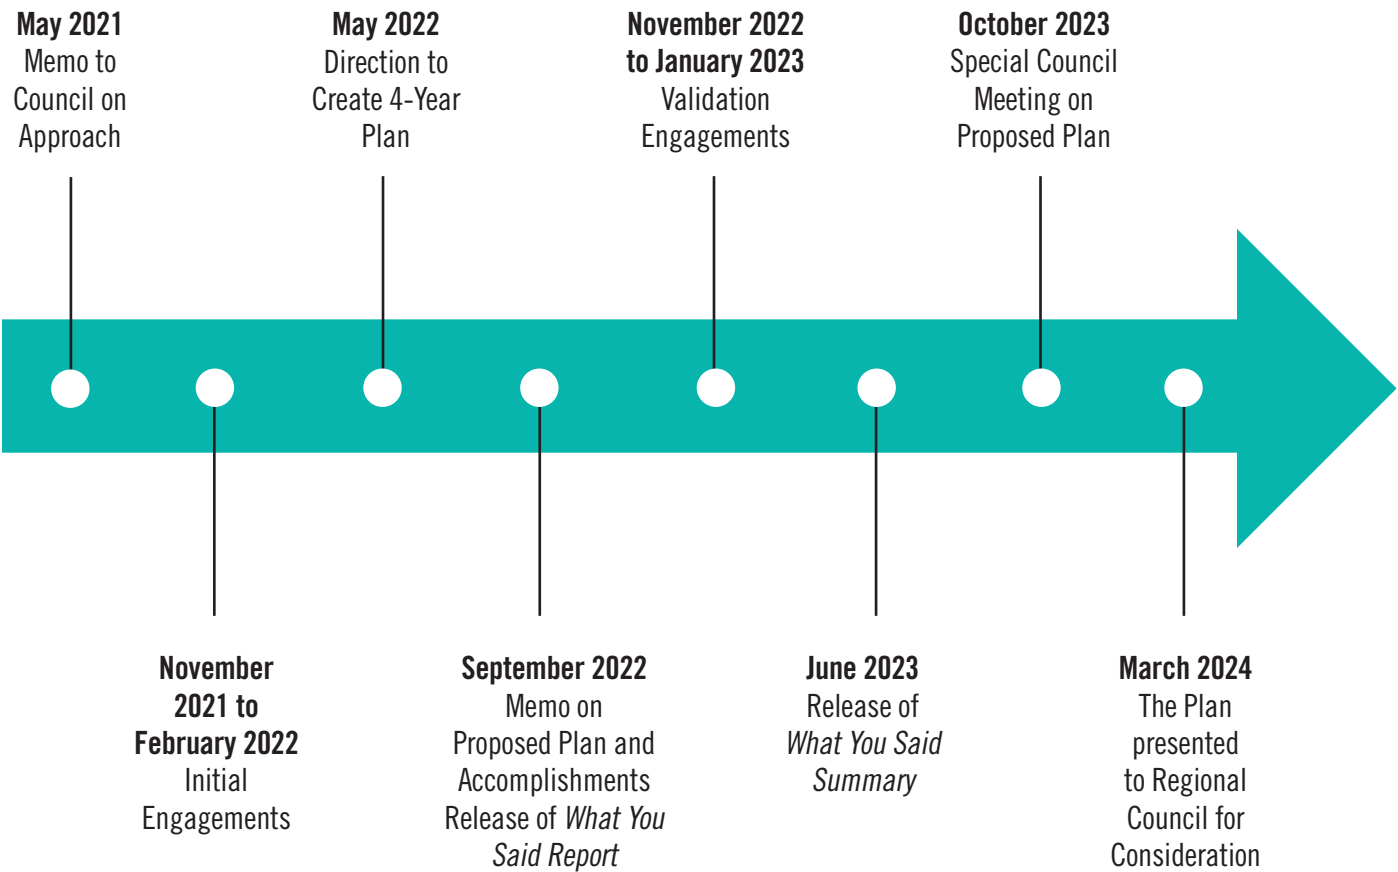 May 2021
Memo to
Council on
Approach
May 2022
Direction to
Create 4-Year
Plan
November 2022
to January 2023
Validation
Engagements
October 2023
Special Council
Meeting on
Proposed Plan
November
2021 to
February 2022
Initial
Engagements
September 2022
Memo on
Proposed Plan and
Accomplishments
Release of What You
Said Report
June 2023
Release of
What You Said
Summary
March 2024
The Plan
presented
to Regional
Council for
Consideration